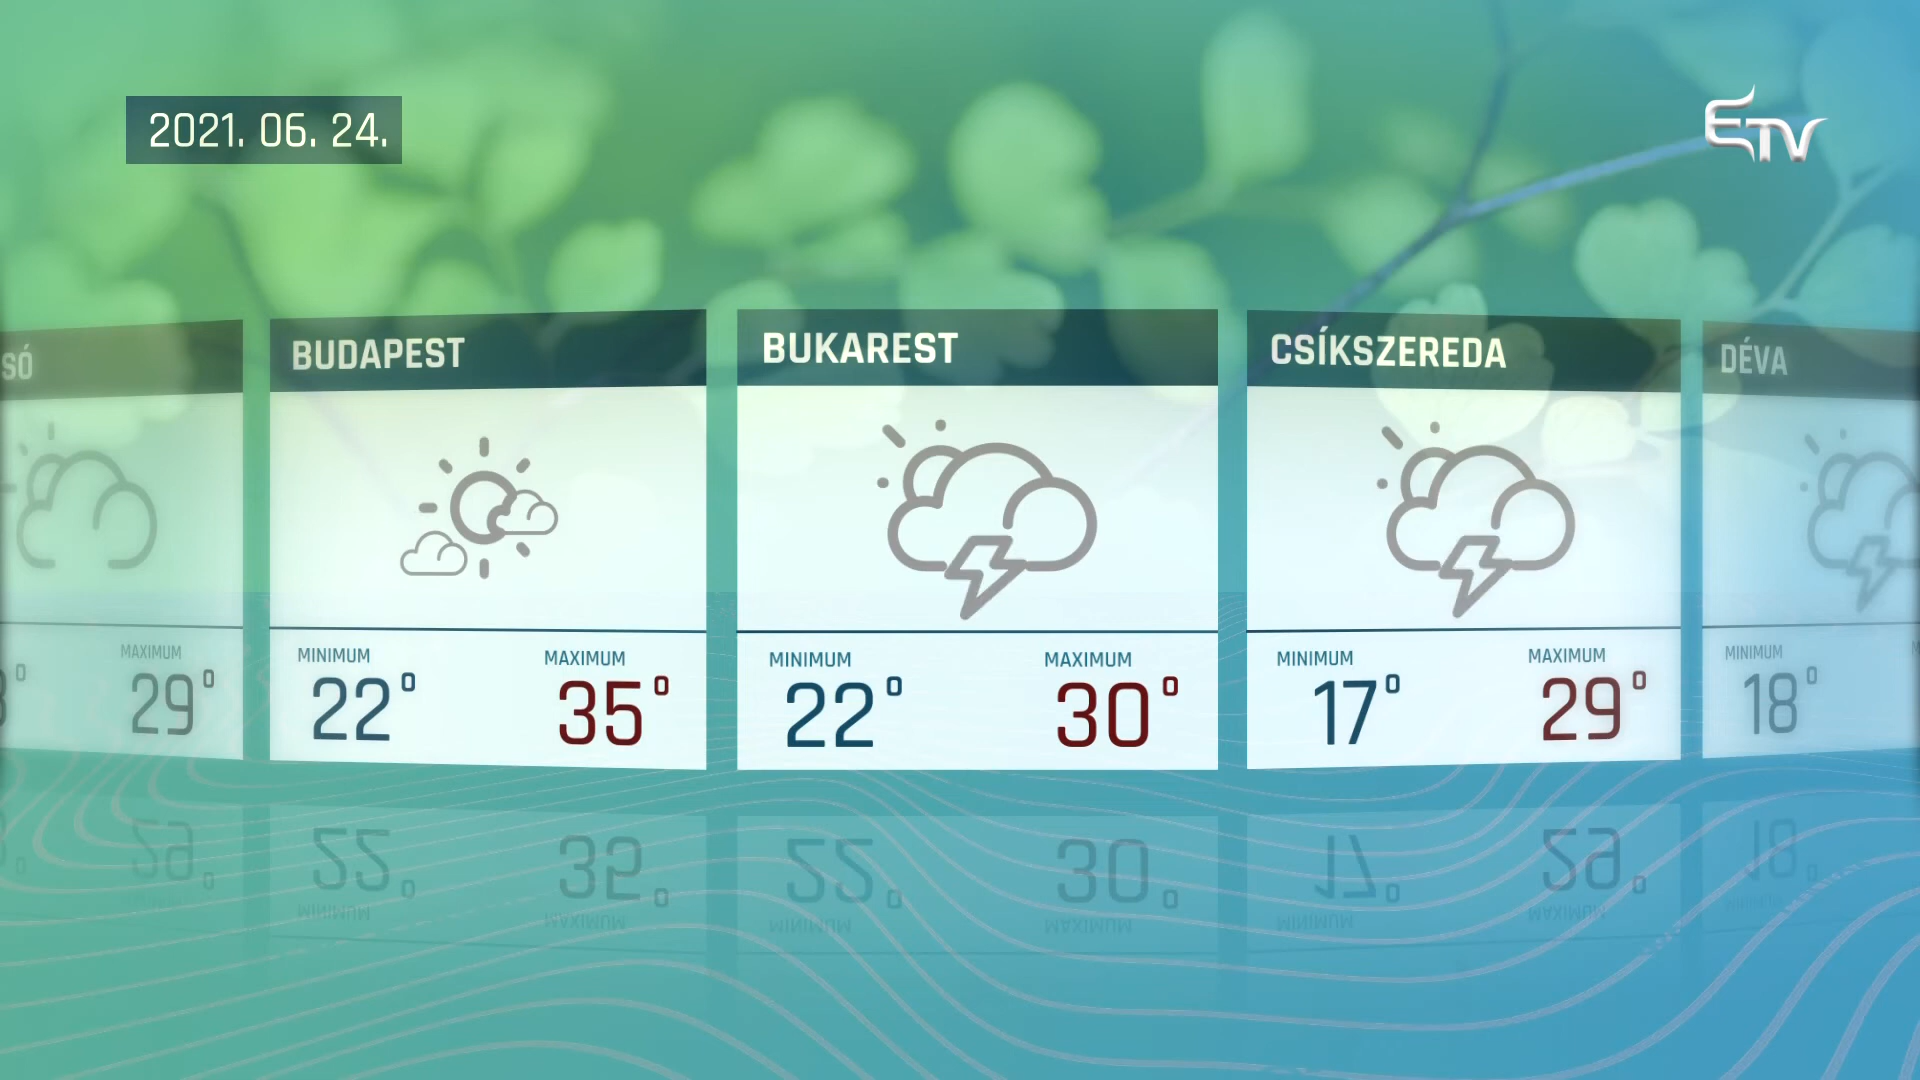 2021. 06. 24.
ETV
SÓ
BUDAPEST
BUKAREST
CSÍKSZEREDA
DÉVA
MAXIMUM
29°
MINIMUM
22°
MAXIMUM
35°
MINIMUM
22°
MAXIMUM
30°
MINIMUM
17°
MAXIMUM
29°
MINIMUM
18°